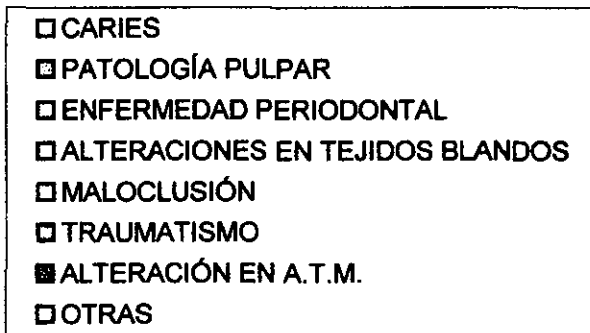 CARIES
PATOLOGÍA PULPAR
ENFERMEDAD PERIODONTAL
ALTERACIONES EN TEJIDOS BLANDOS
MALOCLUSIÓN
TRAUMATISMO
ALTERACIÓN EN A.T.M.
OTRAS